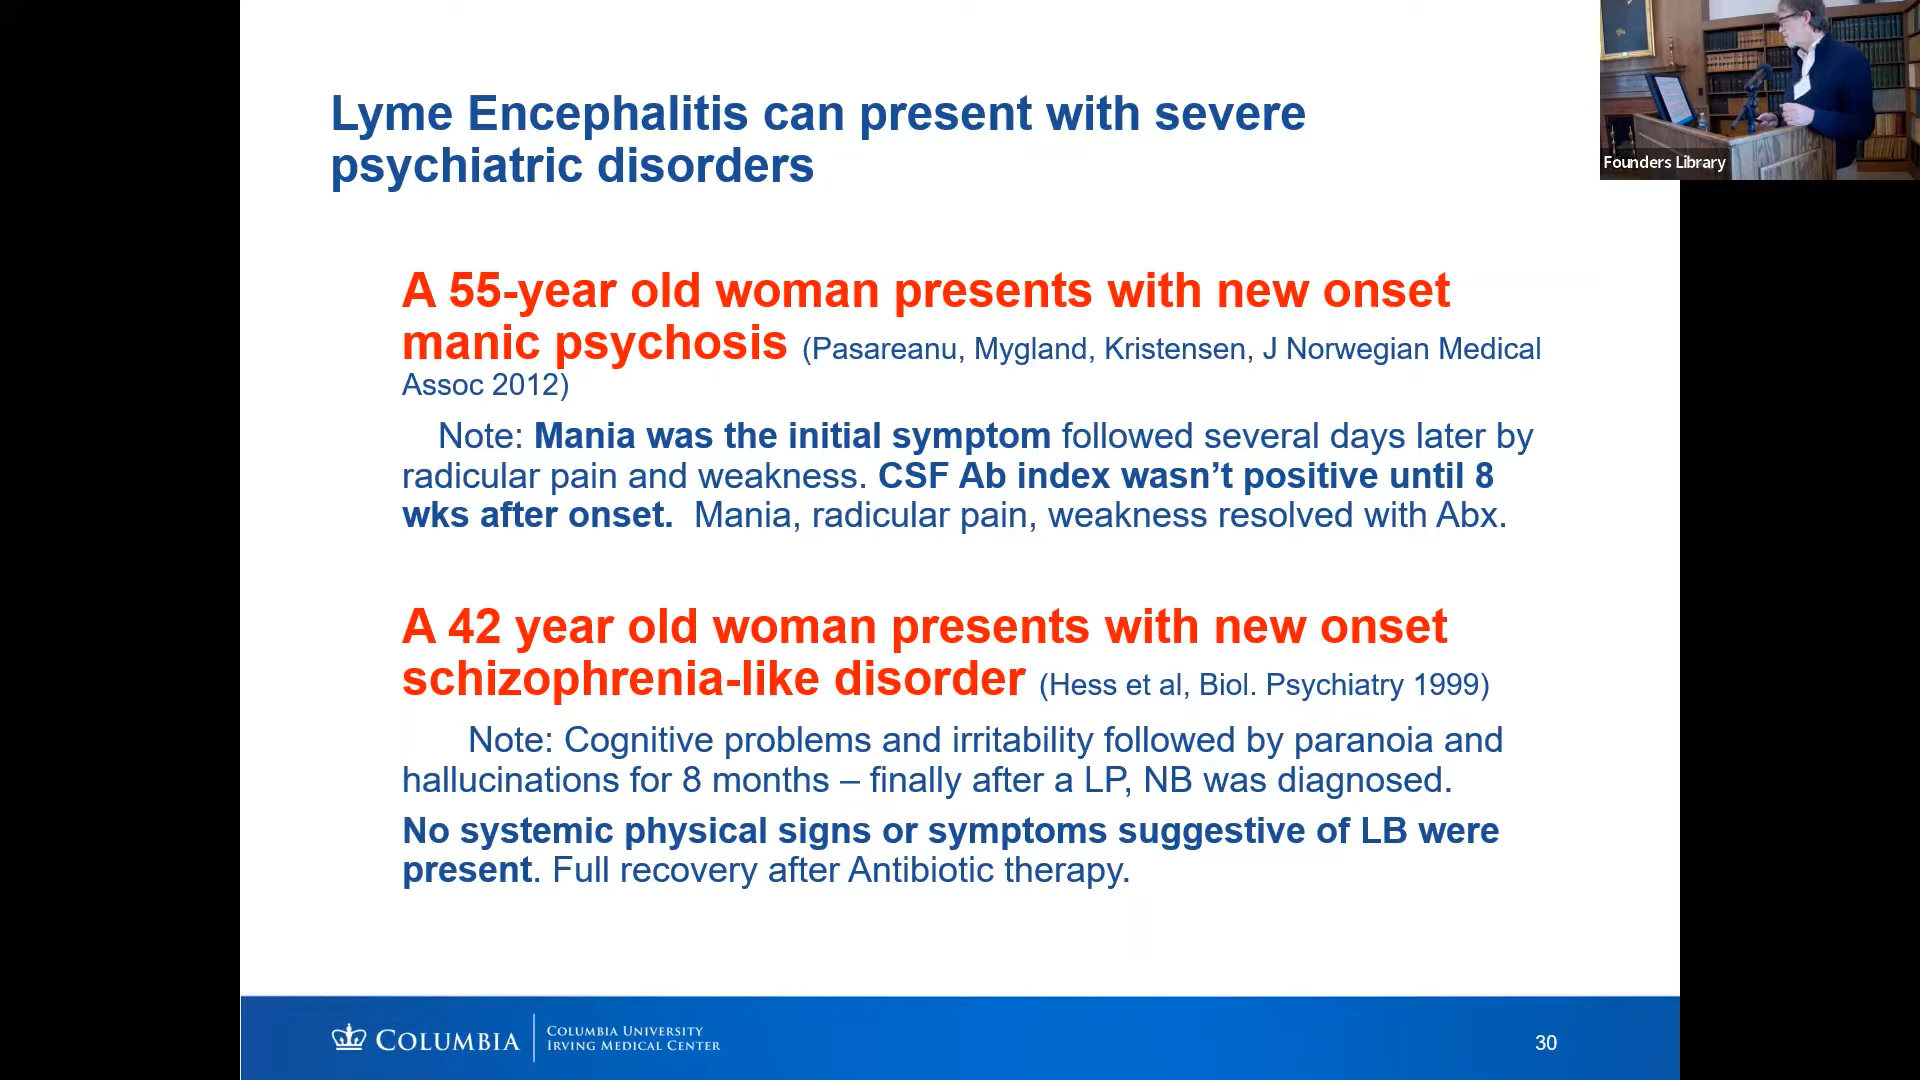 Lyme Encephalitis can present with severe
psychiatric disorders
Founders Library
A 55-year old woman presents with new onset
manic psychosis (Pasareanu, Mygland, Kristensen, J Norwegian Medical
Assoc 2012)
Note: Mania was the initial symptom followed several days later by
radicular pain and weakness. CSF Ab index wasn’t positive until 8
wks after onset. Mania, radicular pain, weakness resolved with Abx.
A 42 year old woman presents with new onset
schizophrenia-like disorder (Hess et al, Biol. Psychiatry 1999)
Note: Cognitive problems and irritability followed by paranoia and
hallucinations for 8 months – finally after a LP, NB was diagnosed.
No systemic physical signs or symptoms suggestive of LB were
present. Full recovery after Antibiotic therapy.
COLUMBIA
COLUMBIA UNIVERSITY
IRVING MEDICAL CENTER
30